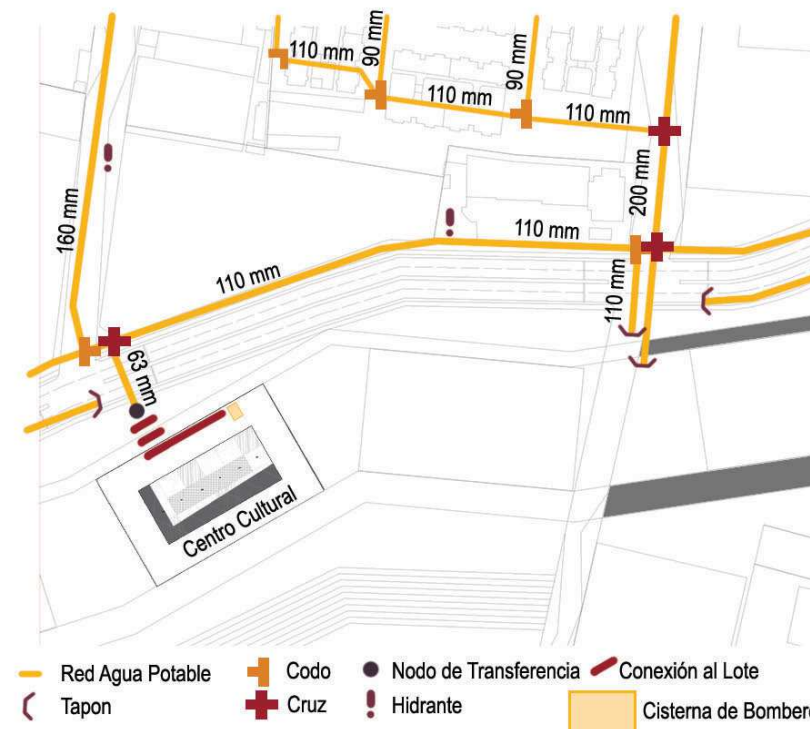 110 mm
90 mm
90 mm
110 mm
110 mm
200 mm
160 mm
110 mm
110 mm
110 mm
63 mm
Centro Cultural
Red Agua Potable
Codo
Nodo de Transferencia
Conexión al Lote
Tapon
Cruz
Hidrante
Cisterna de Bombero